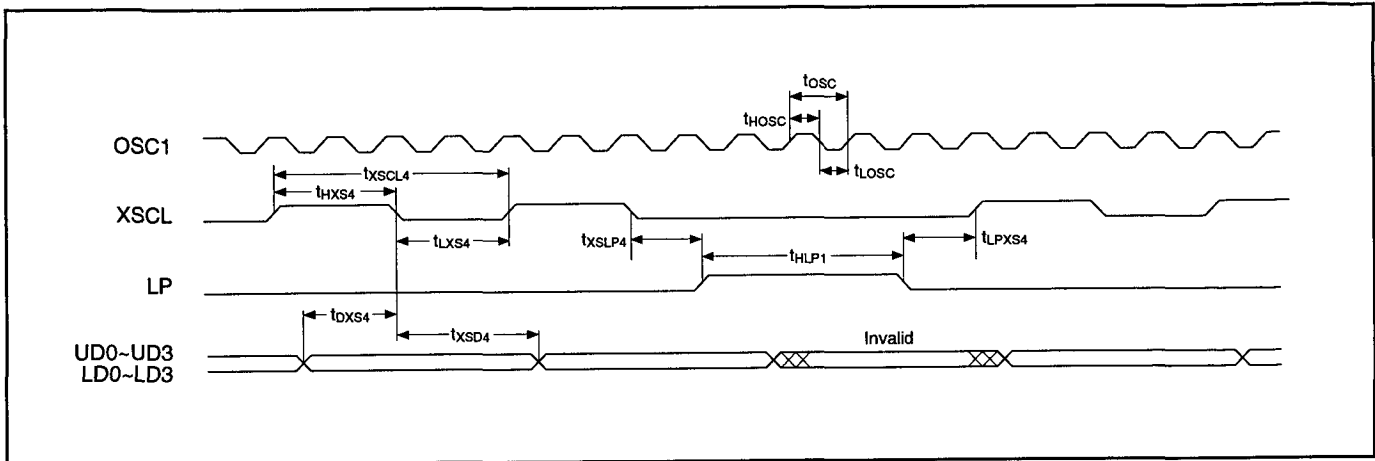 tOSC
tHOSC
OSC1
tLOSC
tXSCL4
tHXS4
XSCL
tLXS4
tXSLP4
tLPXS4
tHLP1
LP
tDXS4
tXSD4
Invalid
UD0~UD3
LD0~LD3